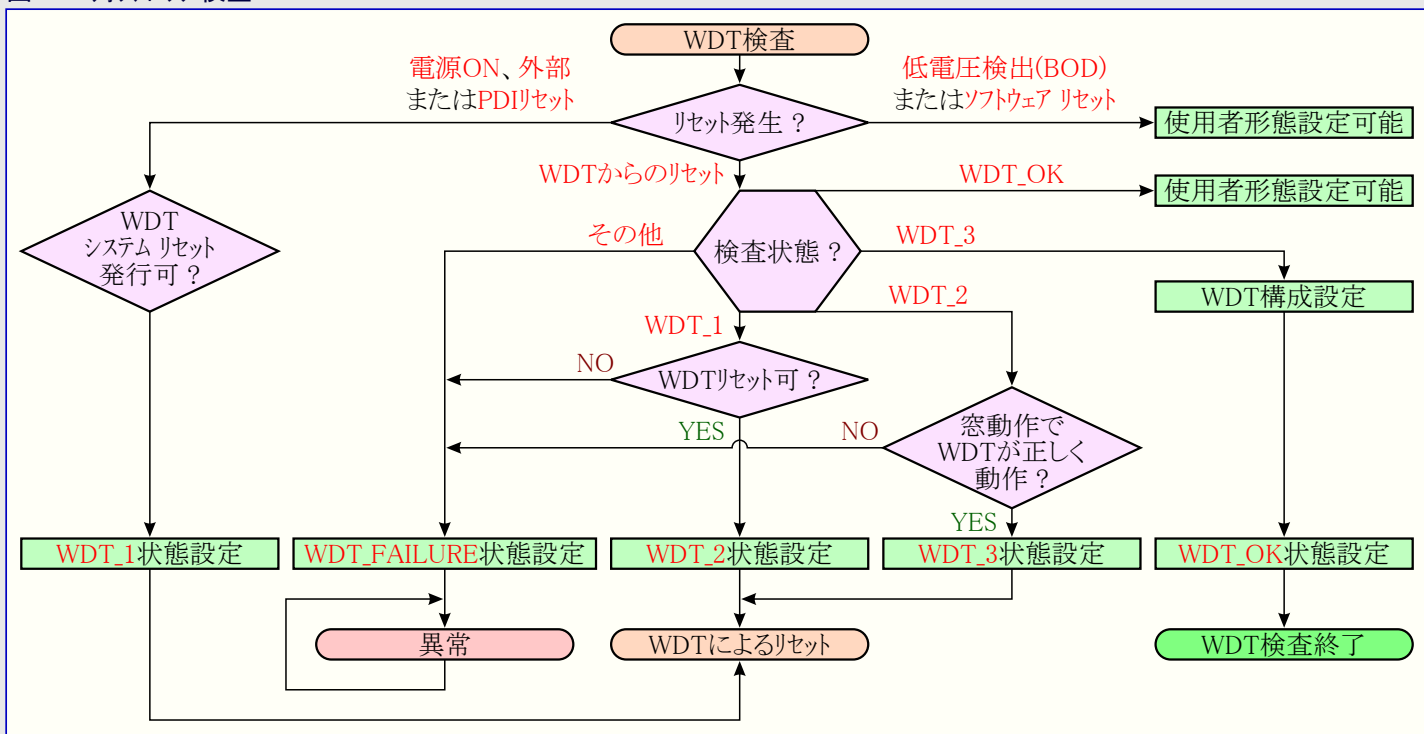 WDT検査
電源ON、外部
またはPDIリセット
低電圧検出(BOD)
またはソフトウェア リセット
リセット発生 ?
使用者形態設定可能
WDTからのリセット
WDT_OK
使用者形態設定可能
WDT
システム リセット
発行可 ?
その他
検査状態 ?
WDT_3
WDT構成設定
WDT_2
WDT_1
NO
WDTリセット可 ?
YES
NO
窓動作で
WDTが正しく
動作 ?
YES
WDT_1状態設定
WDT_FAILURE状態設定
WDT_2状態設定
WDT_3状態設定
WDT_OK状態設定
異常
WDTによるリセット
WDT検査終了